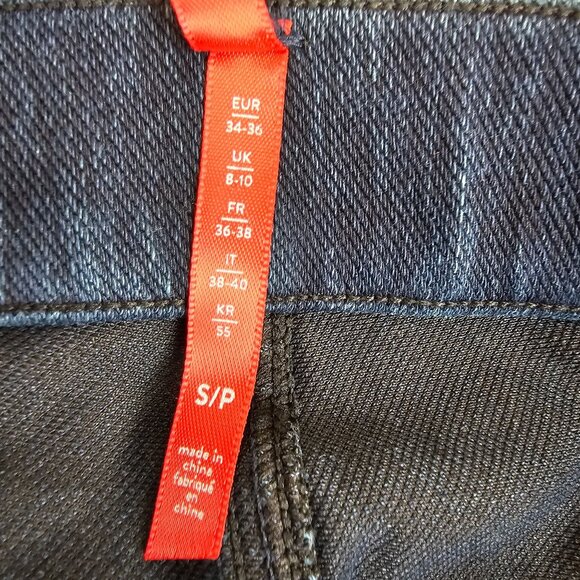 EUR
34-36
UK
8-10
FR
36-38
IT
38-40
KR
55
S/P
made in
china
fabriqué
en
chine